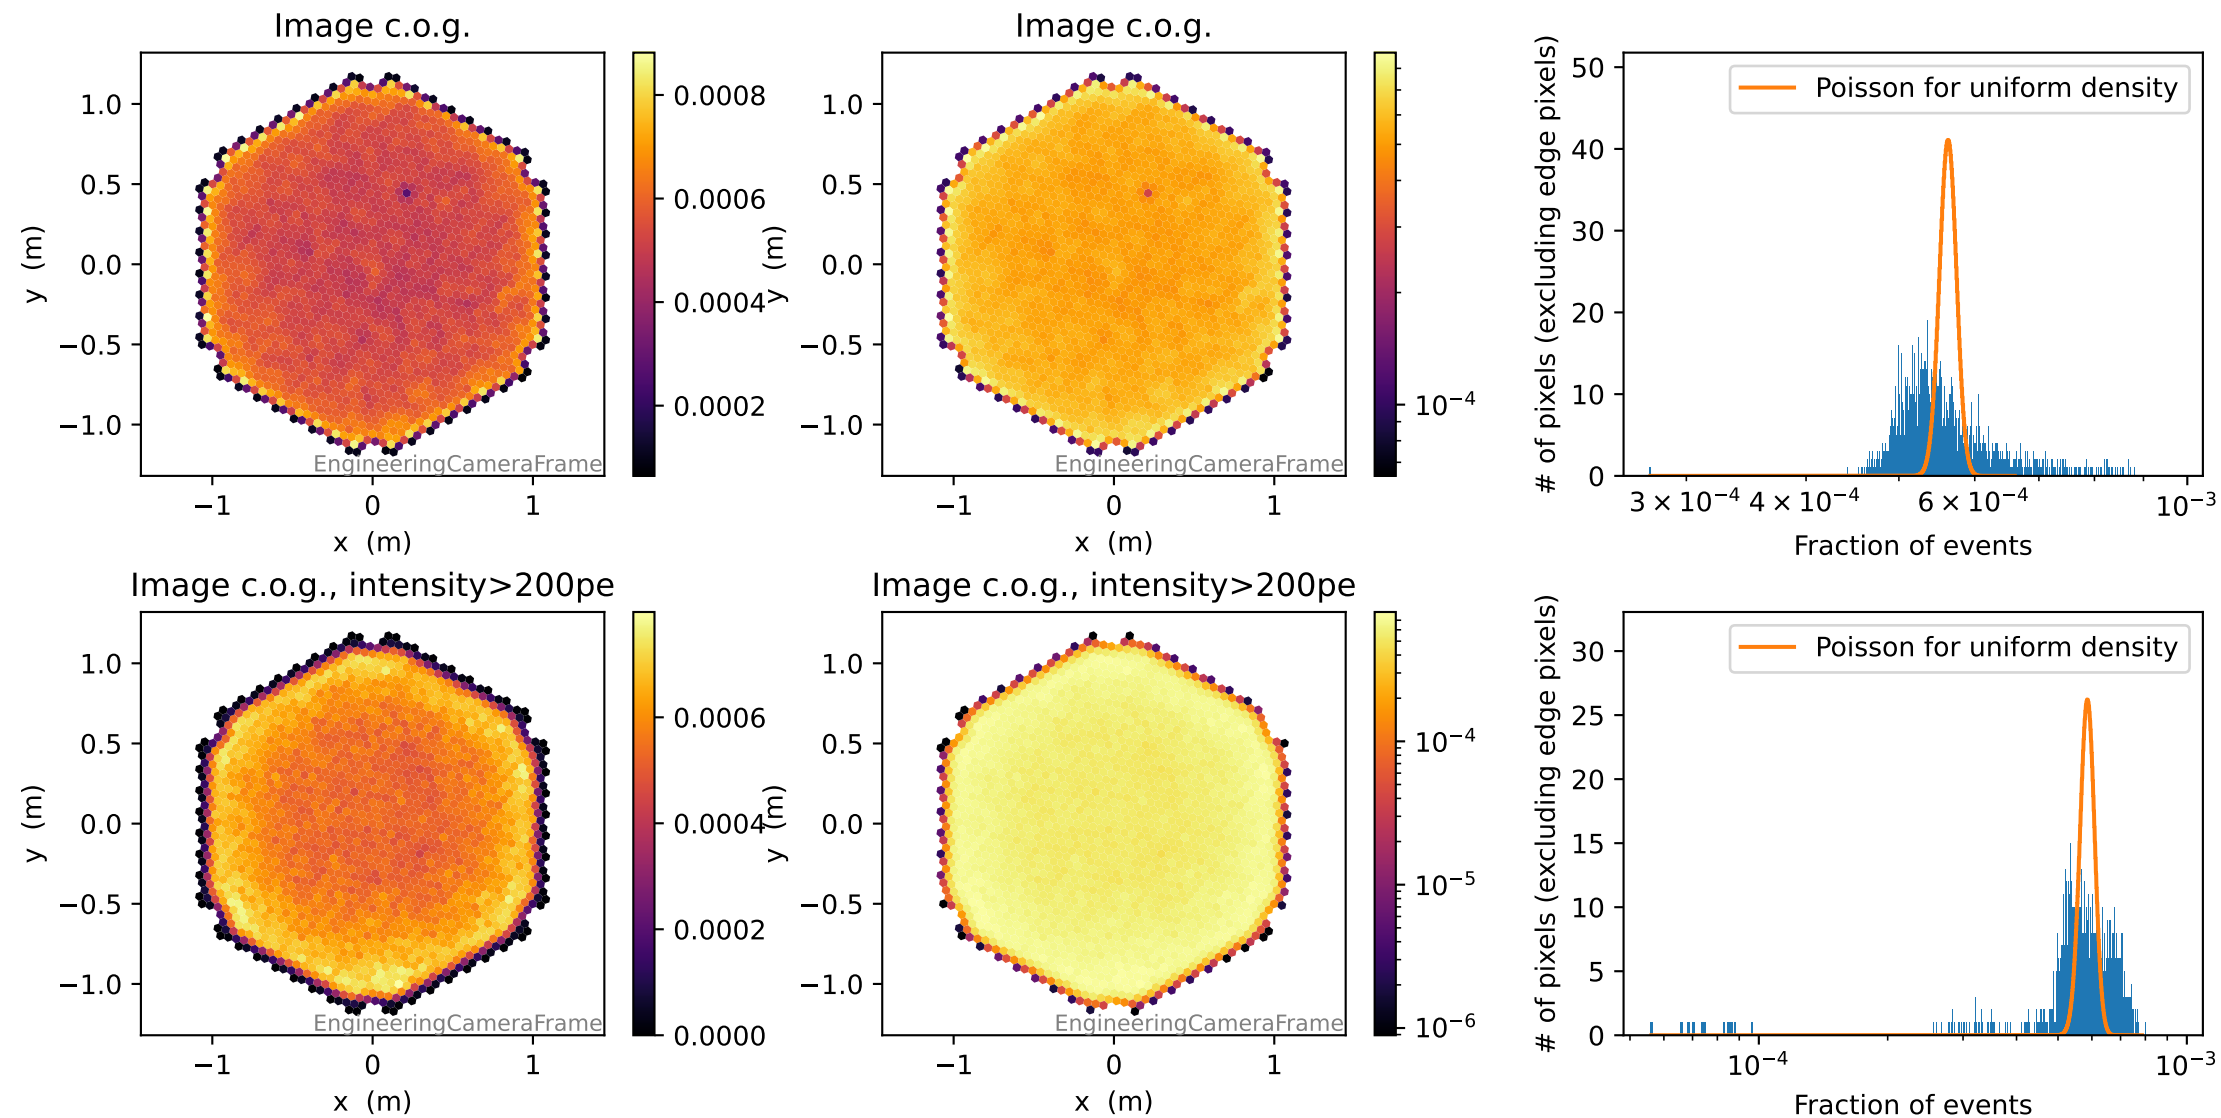 Image c.o.g.
1.0
0.5
0.0
−0.5
−1.0
y (m)
−1
0
1
x (m)
EngineeringCameraFrame
0.0008
0.0006
0.0004
0.0002
Image c.o.g.
1.0
0.5
0.0
−0.5
−1.0
y (m)
−1
0
1
x (m)
EngineeringCameraFrame
10⁻⁴
# of pixels (excluding edge pixels)
50
40
30
20
10
0
Poisson for uniform density
3 × 10⁻⁴
4 × 10⁻⁴
6 × 10⁻⁴
10⁻³
Fraction of events
Image c.o.g., intensity>200pe
1.0
0.5
0.0
−0.5
−1.0
y (m)
−1
0
1
x (m)
EngineeringCameraFrame
0.0006
0.0004
0.0002
0.0000
Image c.o.g., intensity>200pe
1.0
0.5
0.0
−0.5
−1.0
y (m)
−1
0
1
x (m)
EngineeringCameraFrame
10⁻⁴
10⁻⁵
10⁻⁶
# of pixels (excluding edge pixels)
30
25
20
15
10
5
0
Poisson for uniform density
10⁻⁴
10⁻³
Fraction of events